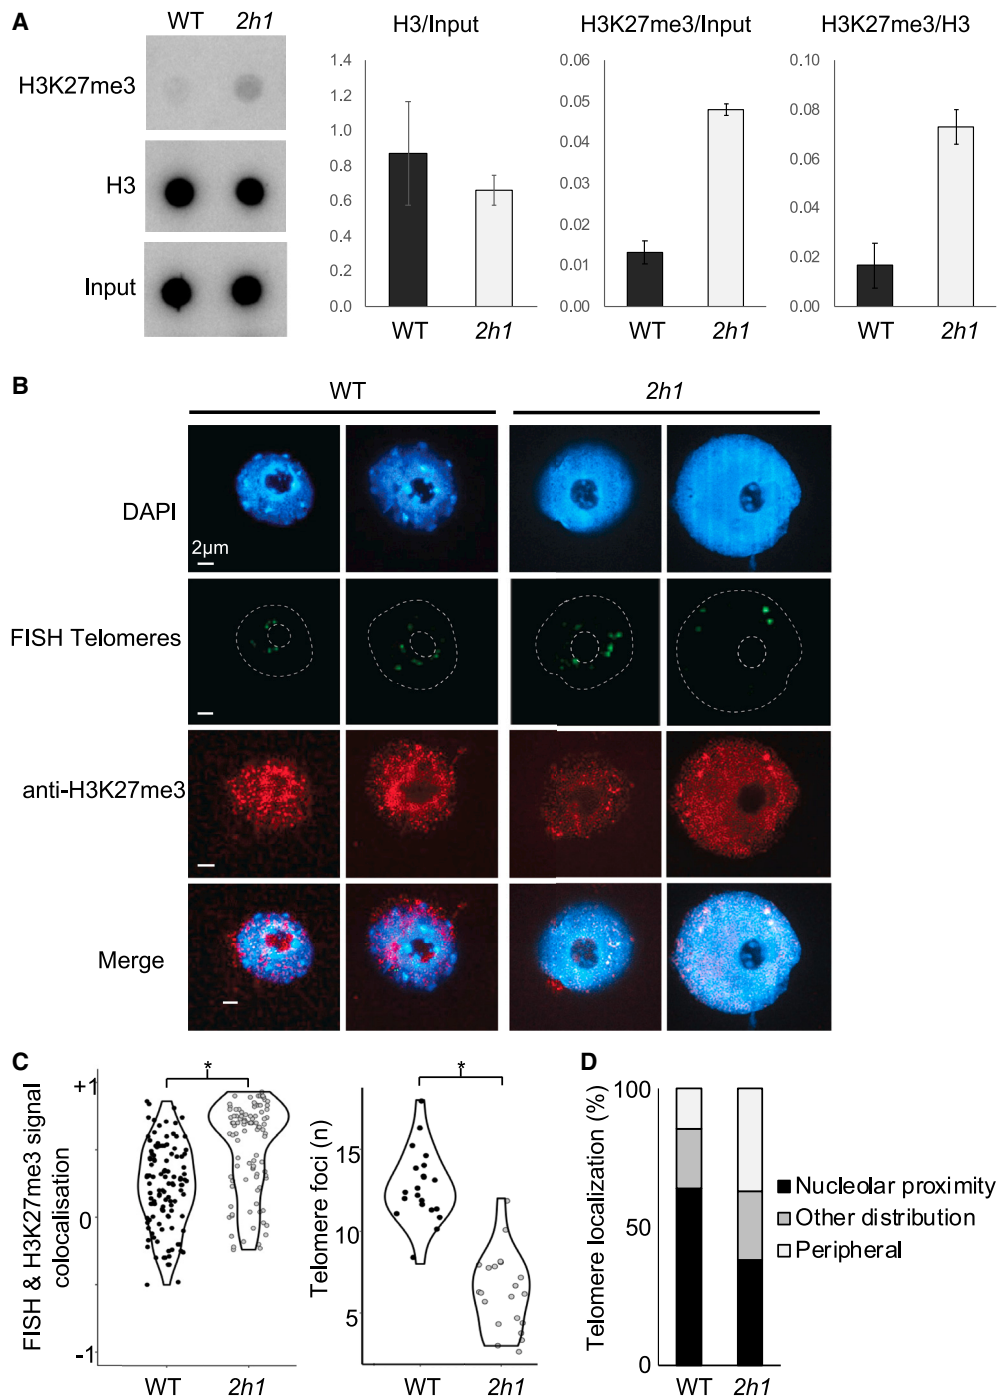 A
WT 2h1
H3K27me3
H3
Input
H3/Input
1.4
1.2
1.0
0.8
0.6
0.4
0.2
0.0
WT 2h1
H3K27me3/Input
0.06
0.05
0.04
0.03
0.02
0.01
0.00
WT 2h1
H3K27me3/H3
0.10
0.08
0.06
0.04
0.02
0.00
WT 2h1
B
WT 2h1
DAPI
2µm
FISH Telomeres
anti-H3K27me3
Merge
C
FISH & H3K27me3 signal
colocalisation
+1
0
-1
*
WT 2h1
Telomere foci (n)
15
10
5
*
WT 2h1
D
Telomere localization (%)
100
50
0
WT 2h1
Nucleolar proximity
Other distribution
Peripheral